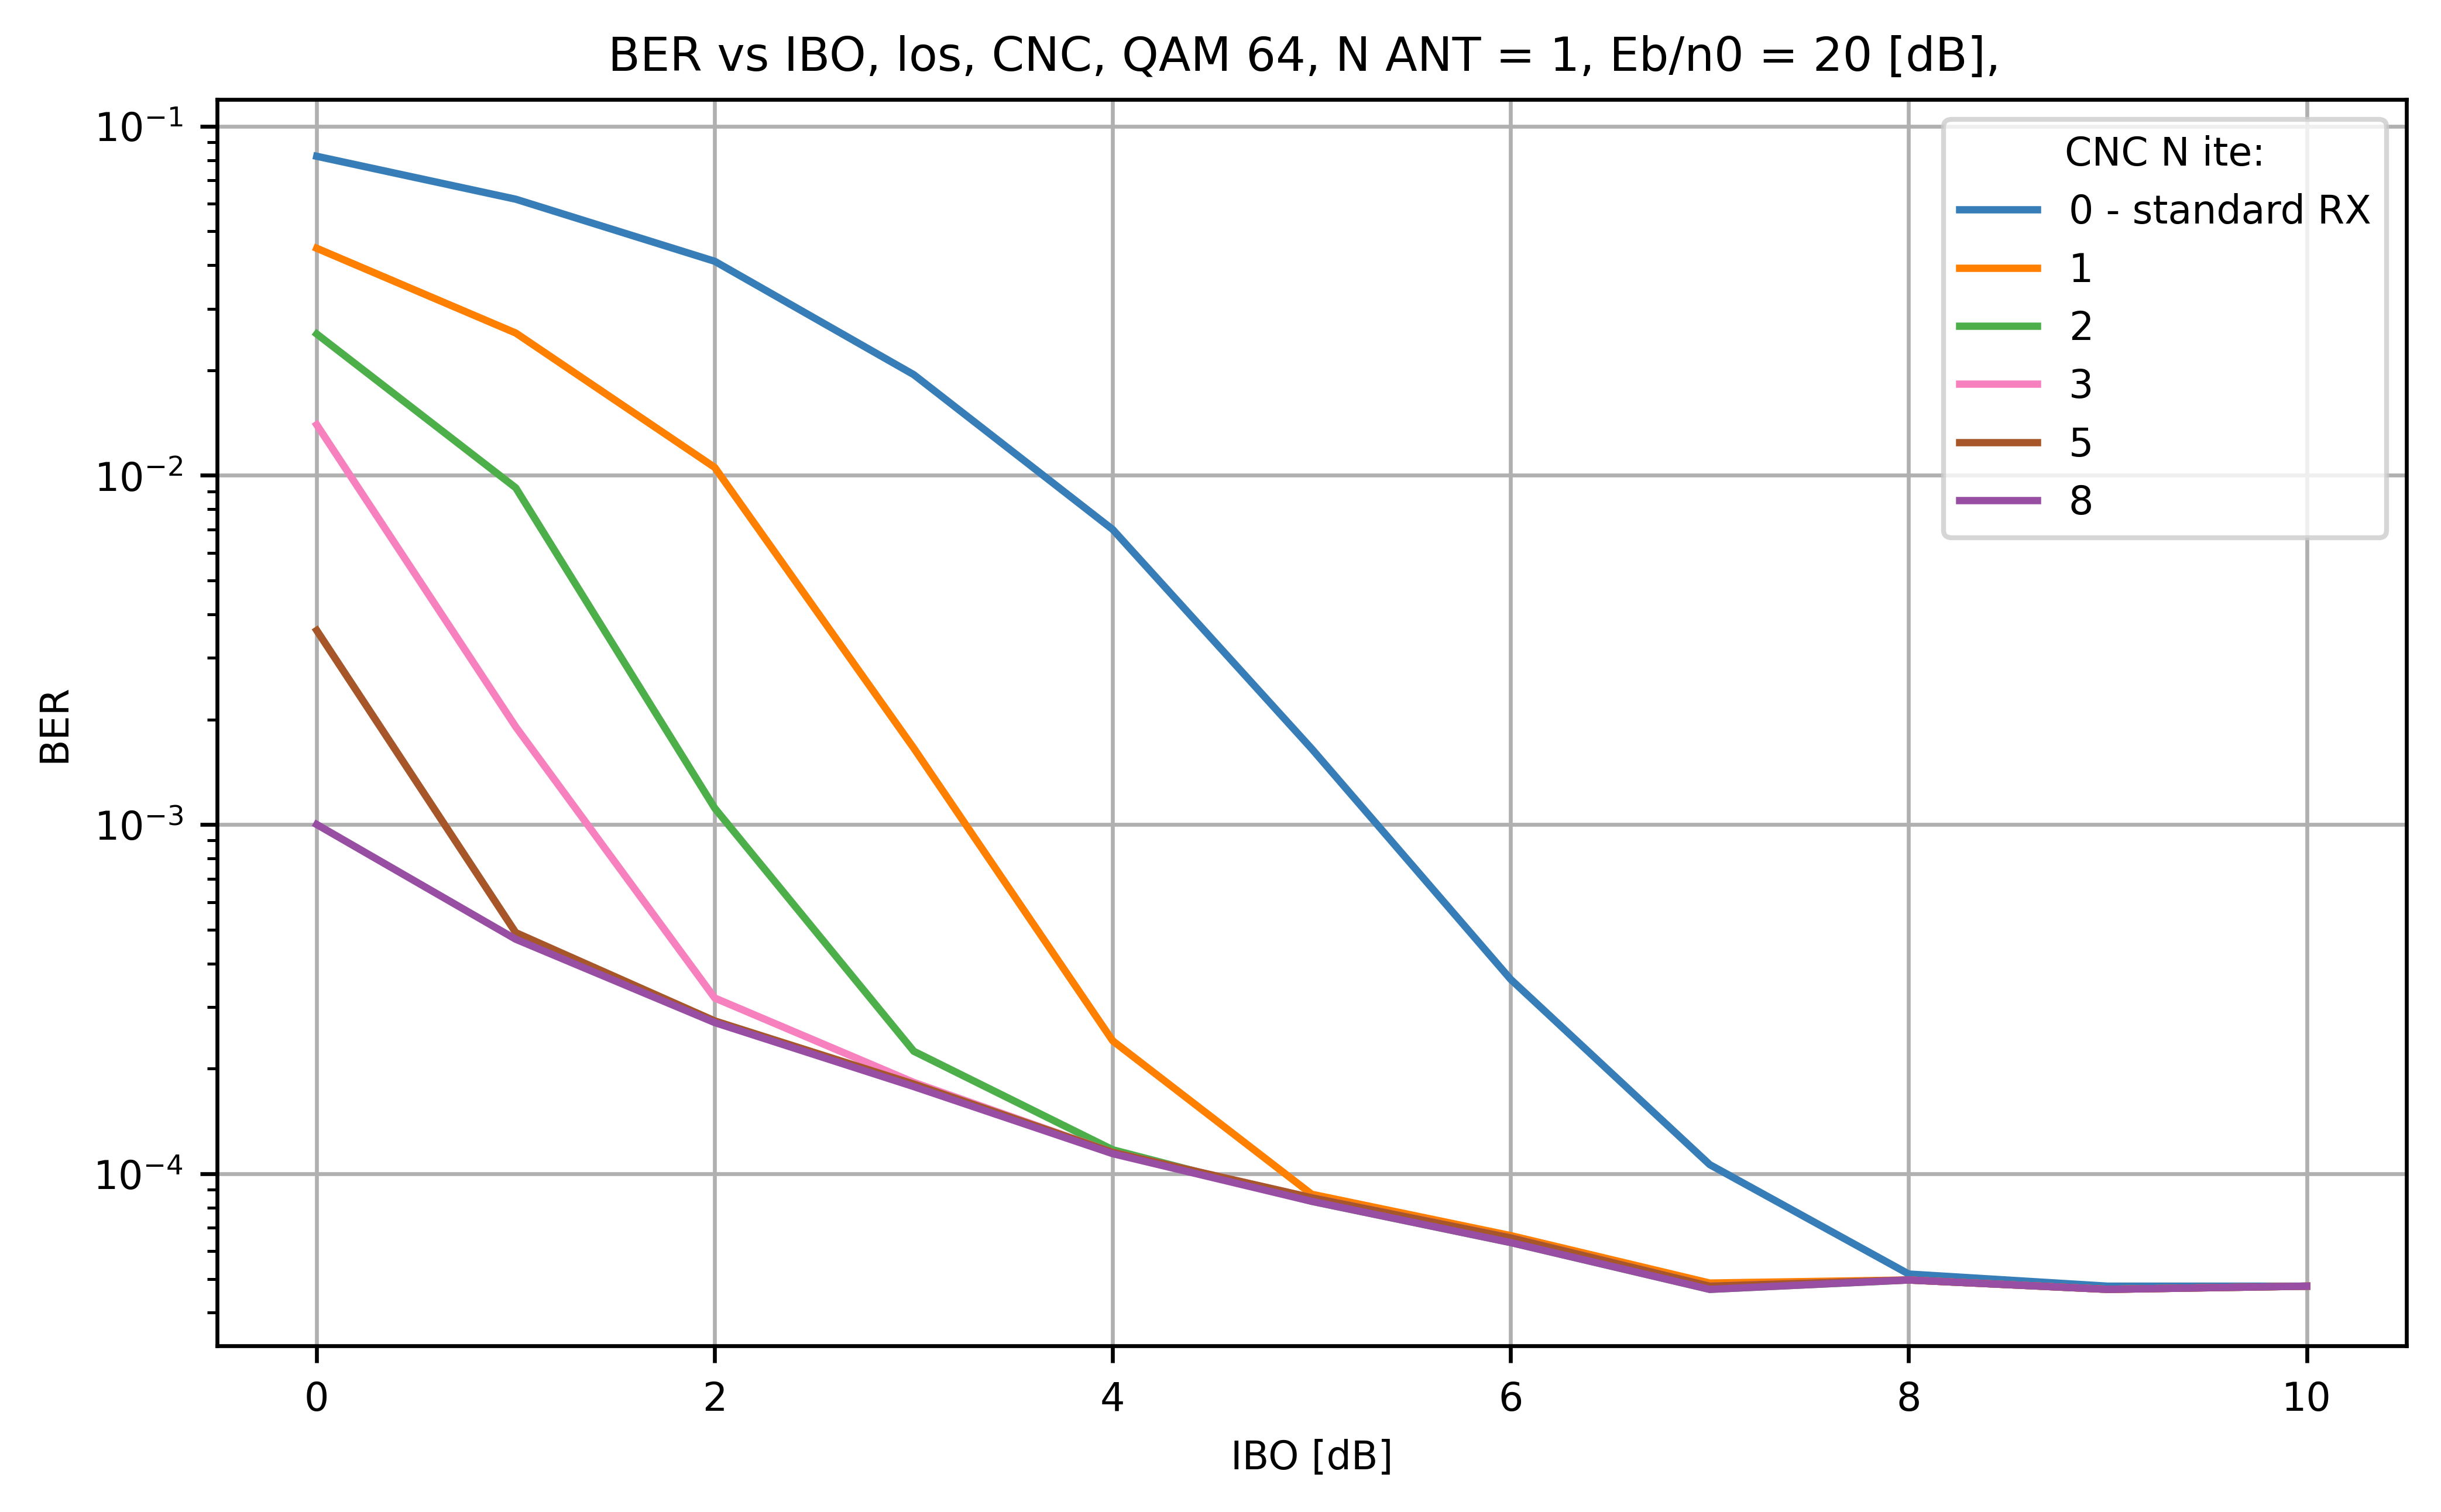 BER vs IBO, los, CNC, QAM 64, N ANT = 1, Eb/n0 = 20 [dB],
CNC N ite:
0 - standard RX
1
2
3
5
8
BER
10⁻¹
10⁻²
10⁻³
10⁻⁴
0 2 4 6 8 10
IBO [dB]